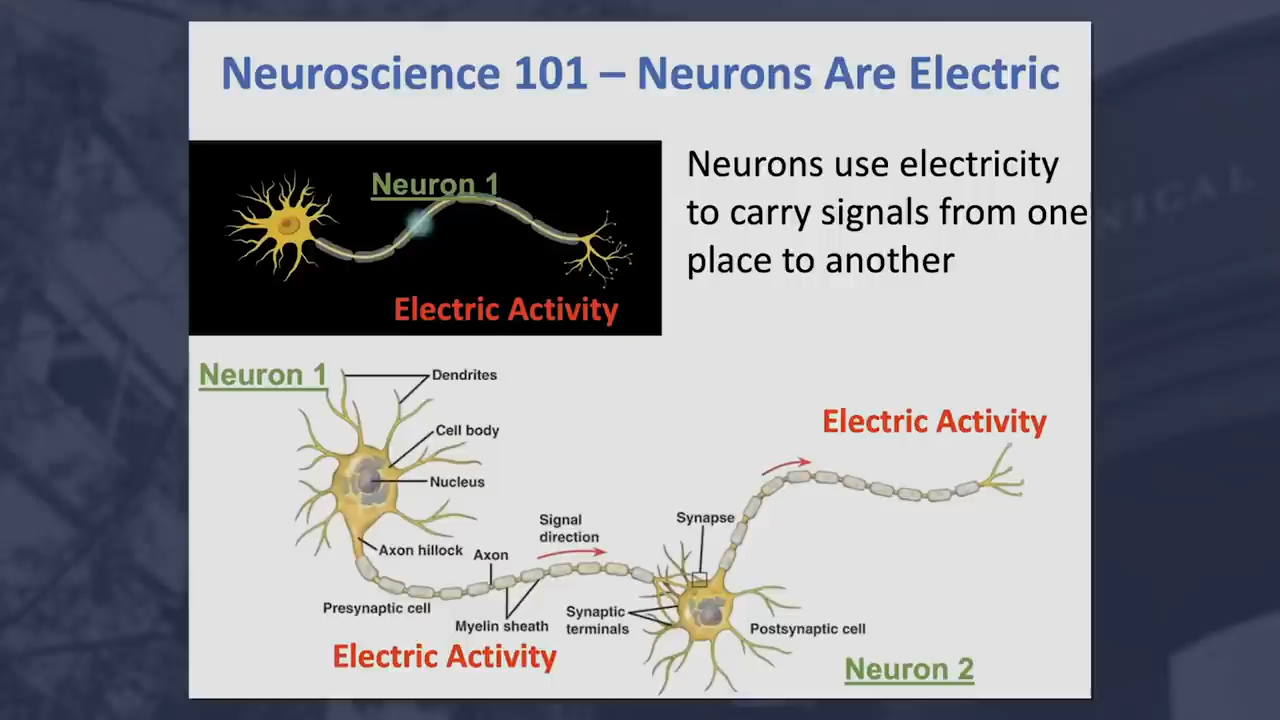 Neuroscience 101 – Neurons Are Electric
Neuron 1
Electric Activity
Neurons use electricity
to carry signals from one
place to another
Neuron 1
Dendrites
Cell body
Nucleus
Axon hillock
Axon
Signal
direction
Presynaptic cell
Myelin sheath
Electric Activity
Synapse
Synaptic
terminals
Postsynaptic cell
Electric Activity
Neuron 2